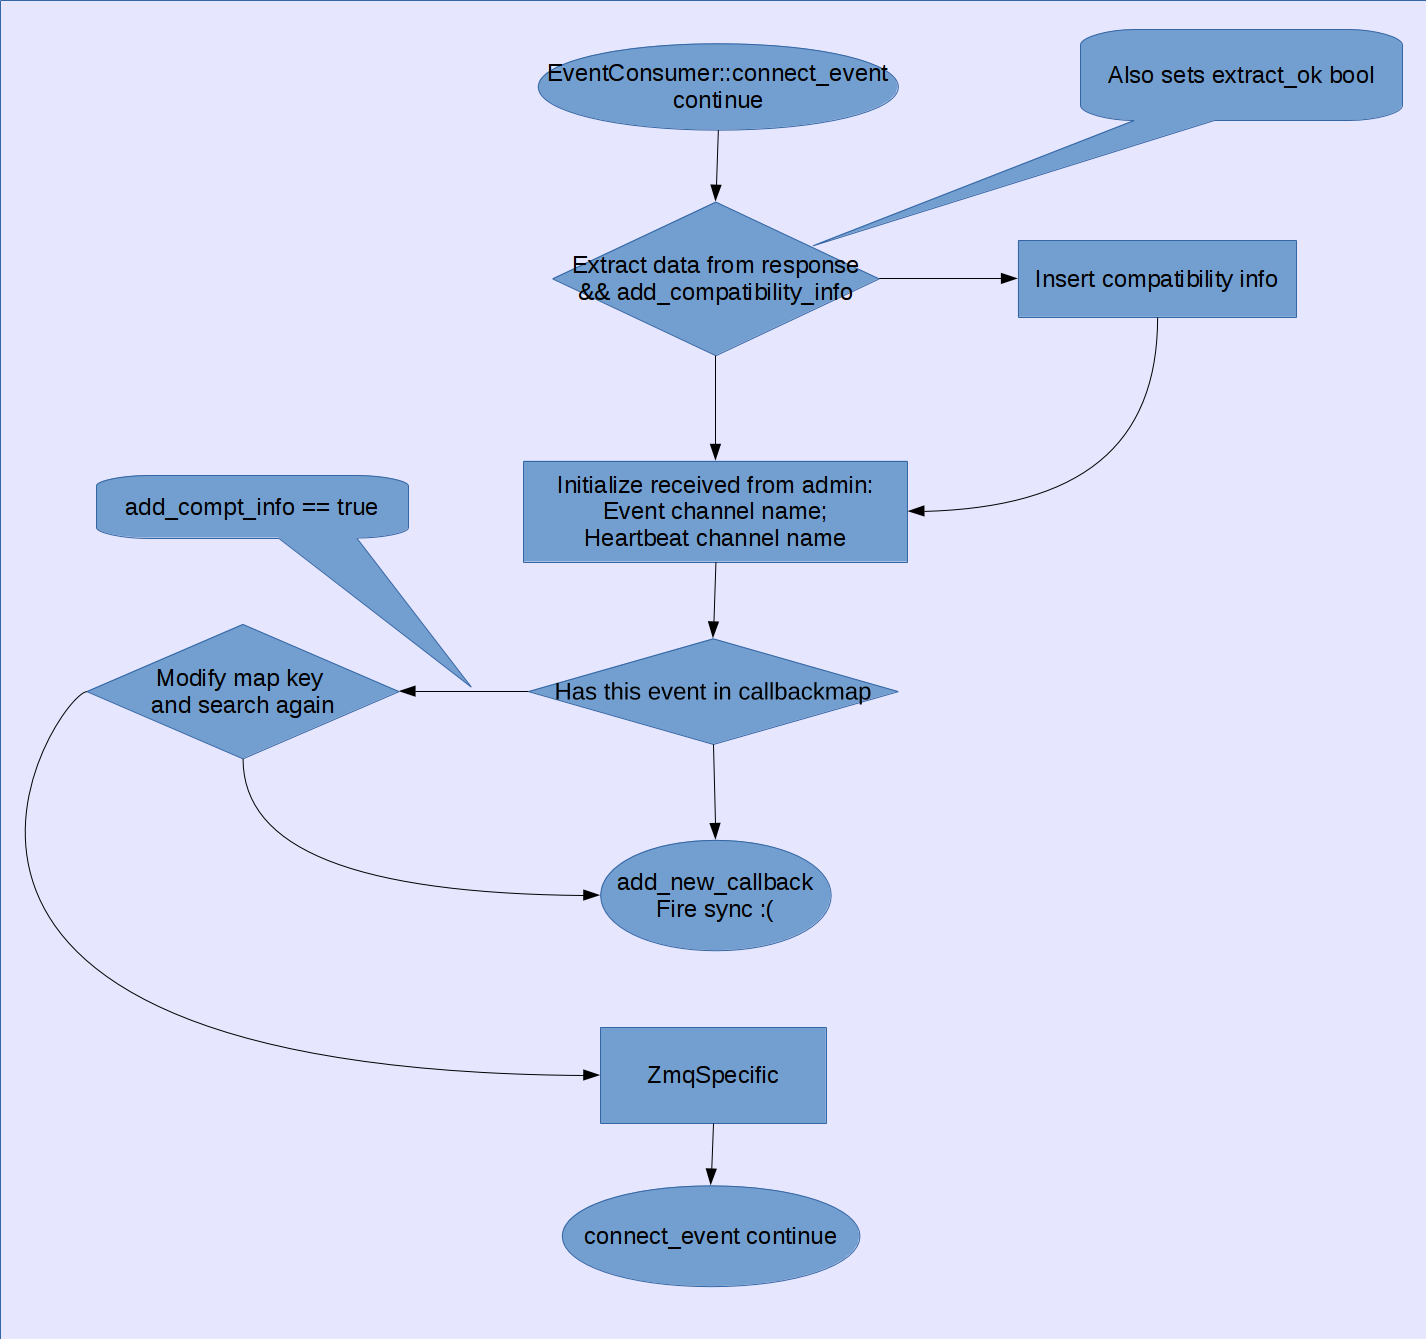 EventConsumer::connect_event
continue
Also sets extract_ok bool
Extract data from response
&& add_compatibility_info
Insert compatibility info
Initialize received from admin:
Event channel name;
Heartbeat channel name
add_compt_info == true
Modify map key
and search again
Has this event in callbackmap
add_new_callback
Fire sync :(
ZmqSpecific
connect_event continue